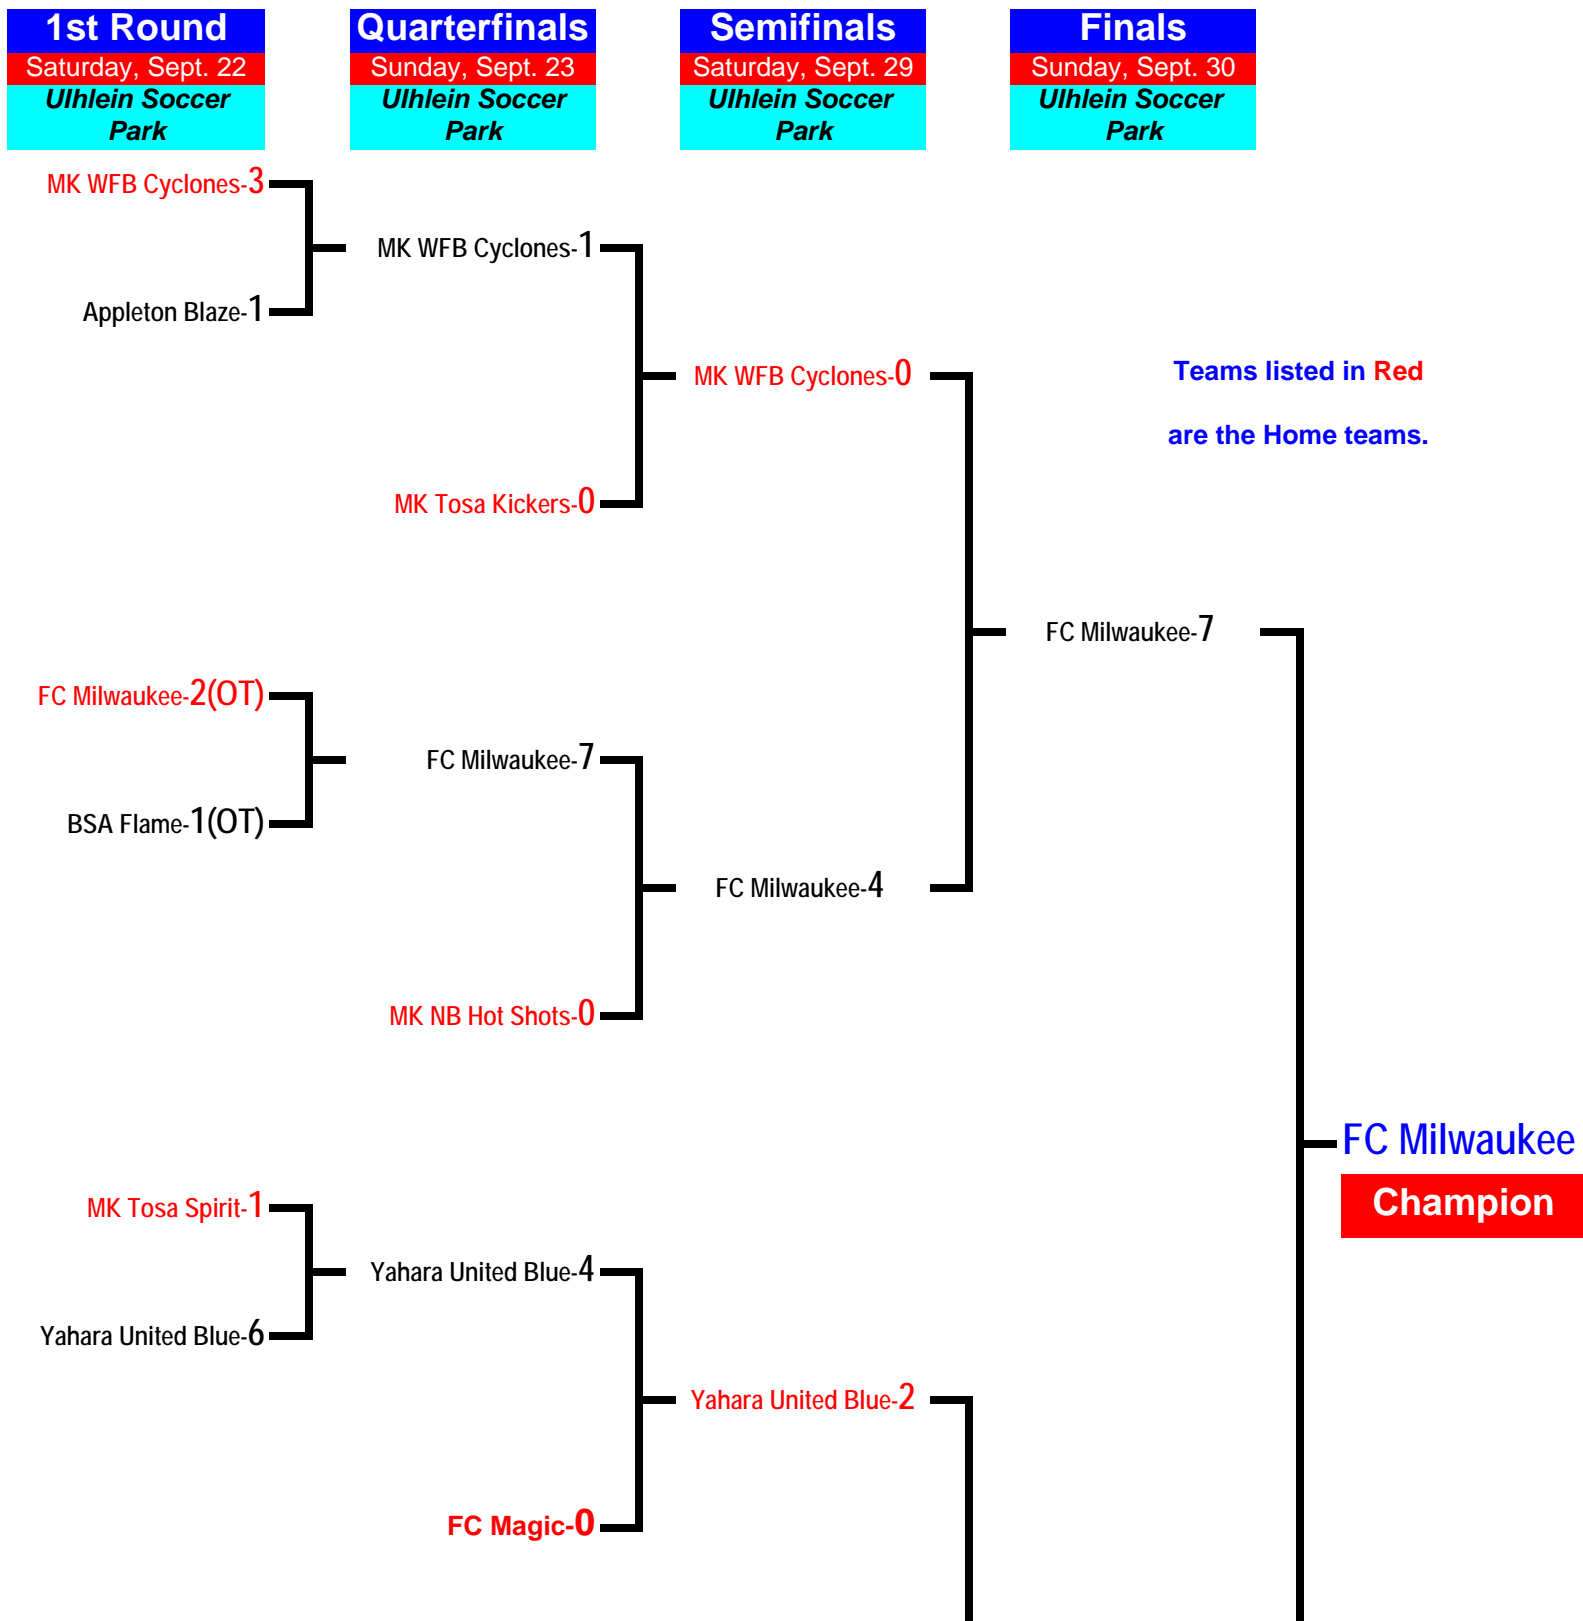 1st Round
Saturday, Sept. 22
Ulhlein Soccer
Park
Quarterfinals
Sunday, Sept. 23
Ulhlein Soccer
Park
Semifinals
Saturday, Sept. 29
Ulhlein Soccer
Park
Finals
Sunday, Sept. 30
Ulhlein Soccer
Park
MK WFB Cyclones-3
MK WFB Cyclones-1
Appleton Blaze-1
MK WFB Cyclones-0
Teams listed in Red
are the Home teams.
MK Tosa Kickers-0
FC Milwaukee-7
FC Milwaukee-2(OT)
FC Milwaukee-7
BSA Flame-1(OT)
FC Milwaukee-4
MK NB Hot Shots-0
FC Milwaukee
Champion
MK Tosa Spirit-1
Yahara United Blue-4
Yahara United Blue-6
Yahara United Blue-2
FC Magic-0